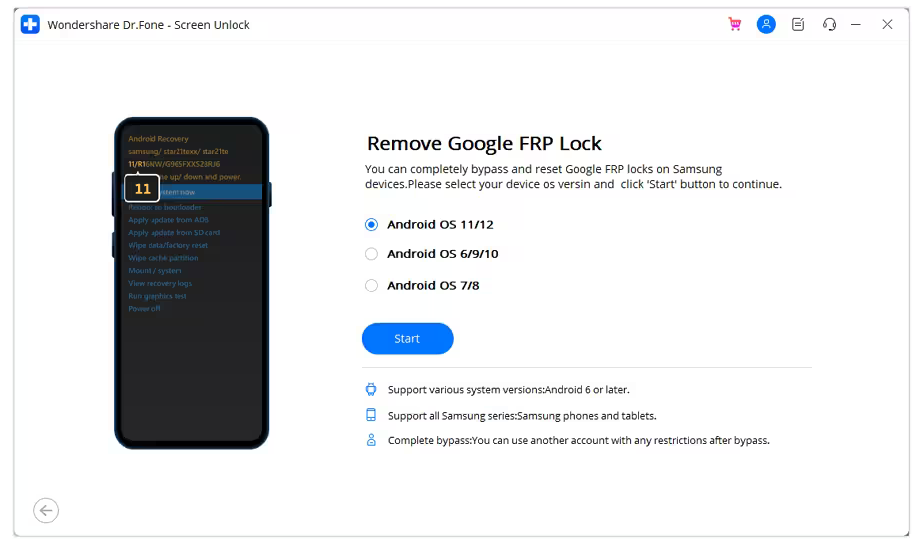 Wondershare Dr.Fone - Screen Unlock
Android Recovery
samsung/ star2ltexx/ star2lte
11/R16NW/G965FXXS2BRJ6
se up/ down and power.
11
system now
Reboot to bootloader
Apply update from ADB
Apply update from SD card
Wipe data/factory reset
Wipe cache partition
Mount / system
View recovery logs
Run graphics test
Power off
Remove Google FRP Lock
You can completely bypass and reset Google FRP locks on Samsung
devices.Please select your device os versin and click 'Start' button to continue.
Android OS 11/12
Android OS 6/9/10
Android OS 7/8
Start
Support various system versions:Android 6 or later.
Support all Samsung series:Samsung phones and tablets.
Complete bypass:You can use another account with any restrictions after bypass.